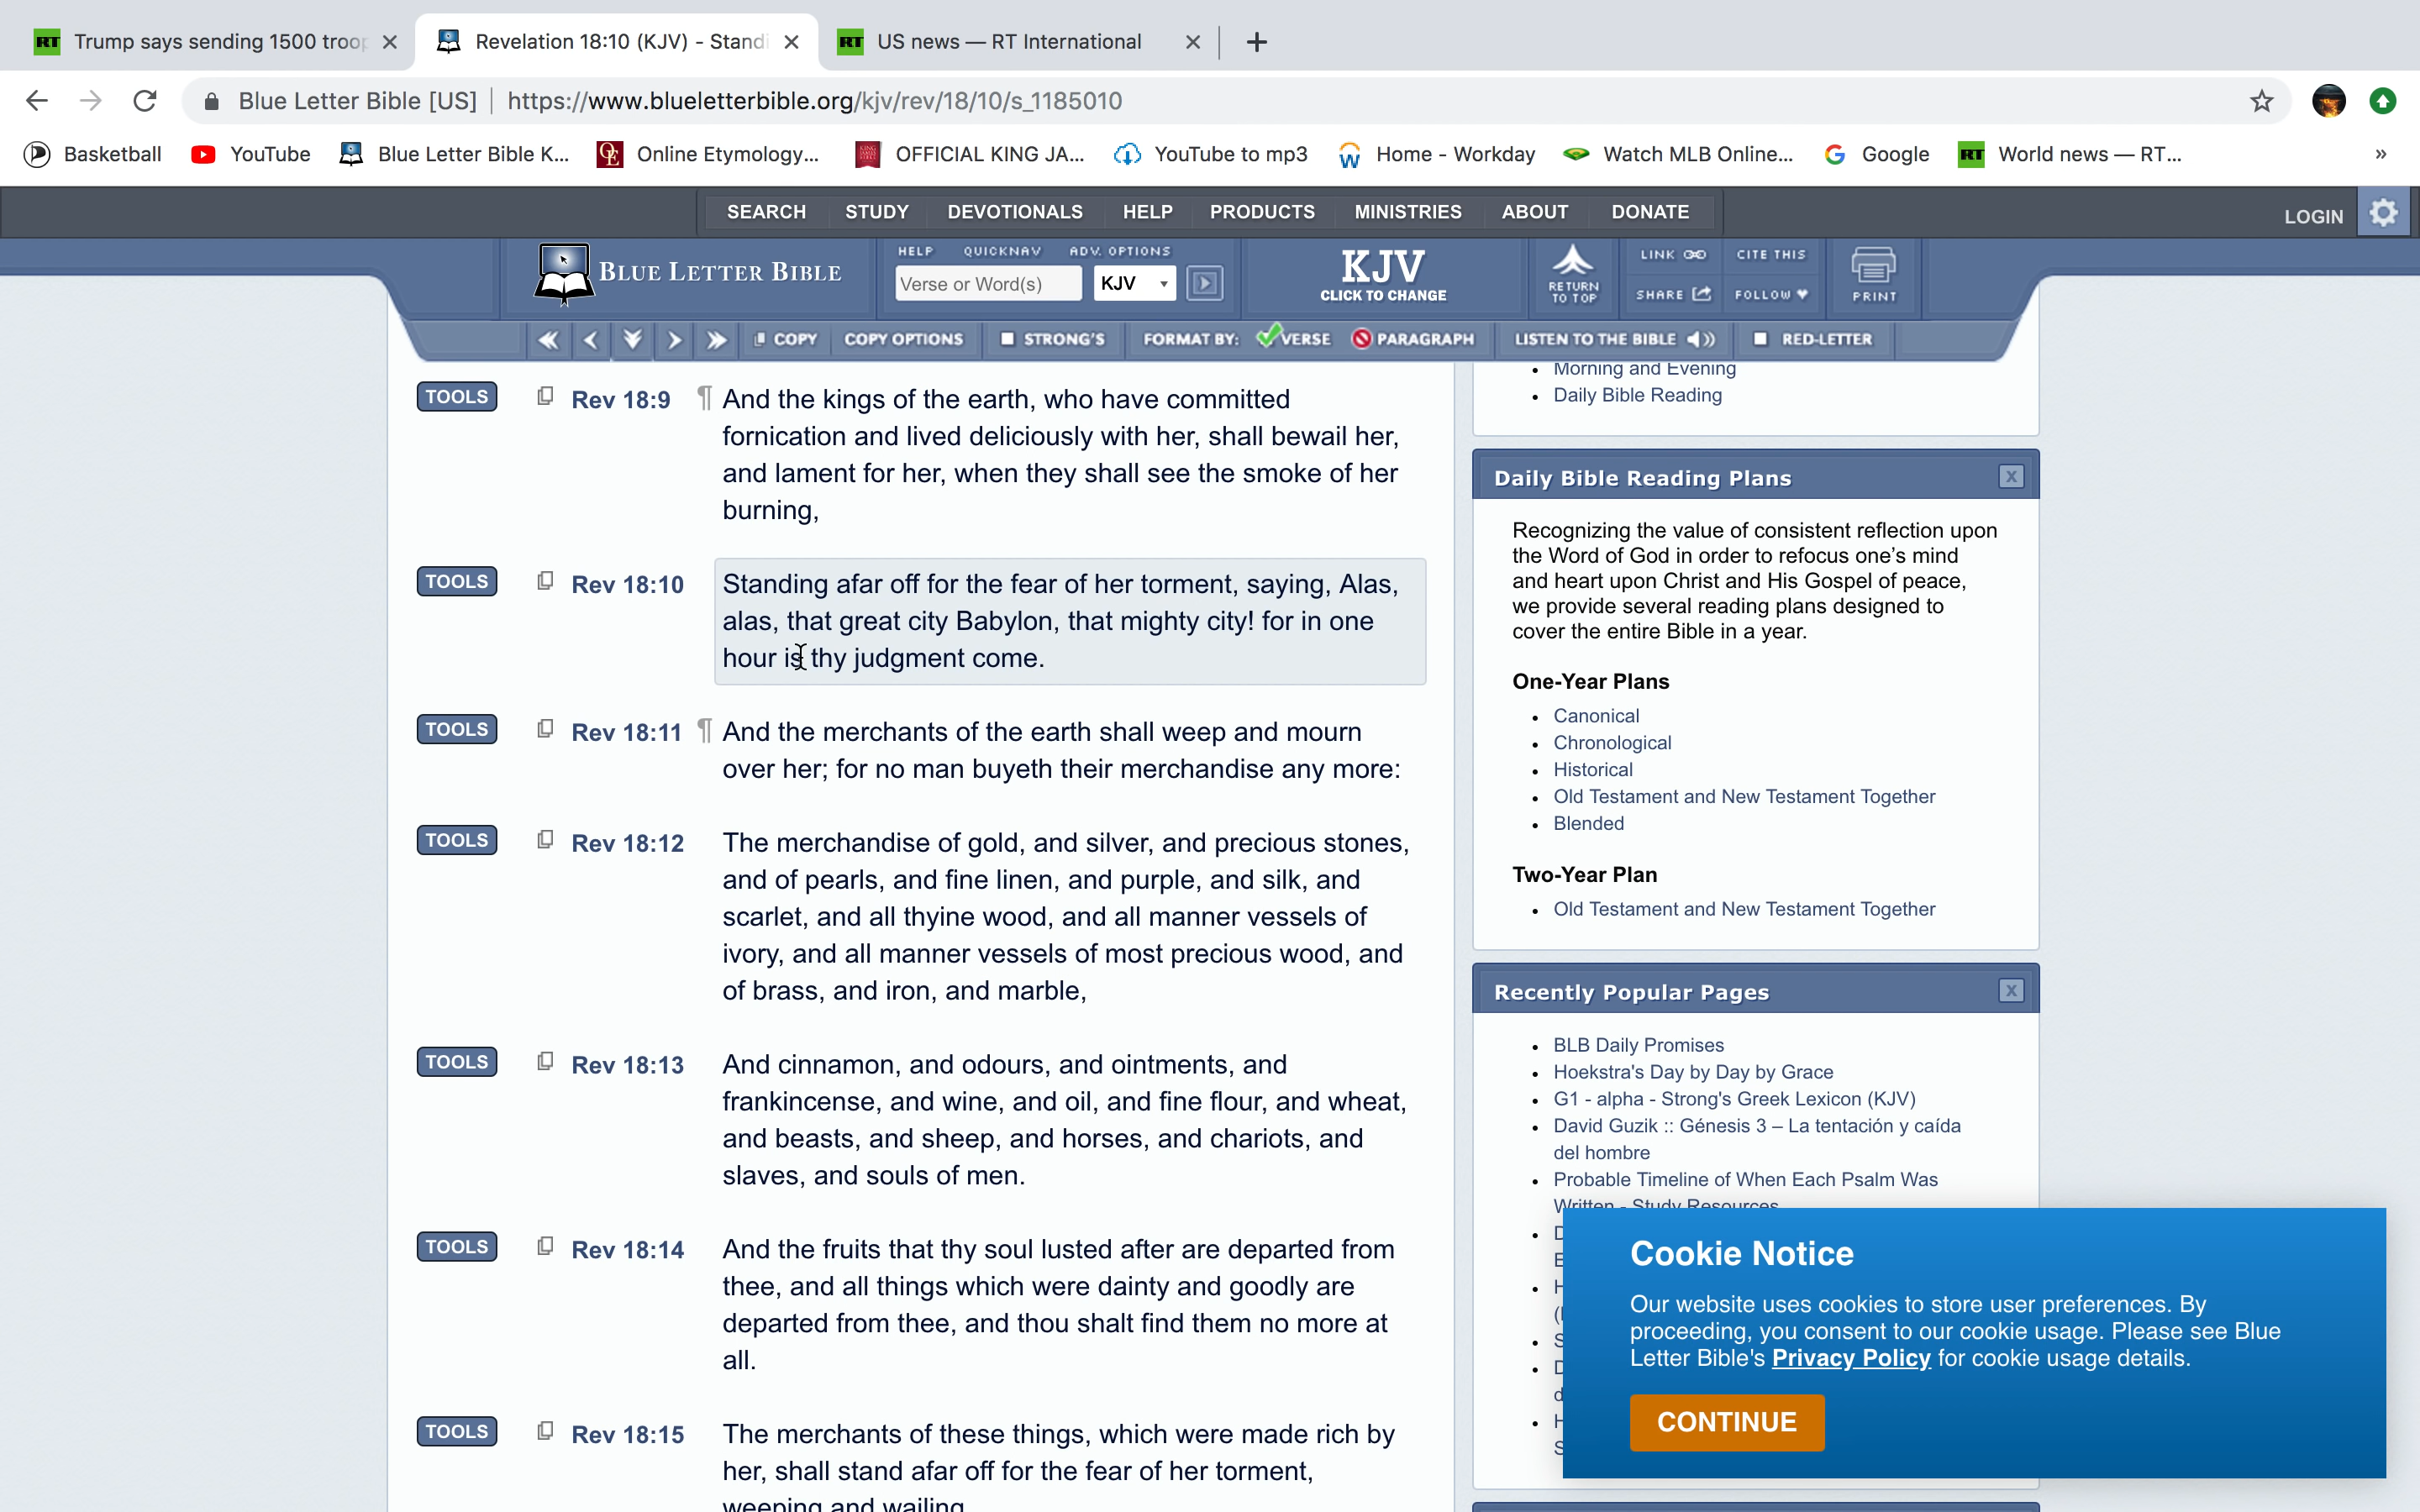 Trump says sending 1500 troop
Revelation 18:10 (KJV) - Standi
US news — RT International
Blue Letter Bible [US]
https://www.blueletterbible.org/kjv/rev/18/10/s_1185010
Basketball
YouTube
Blue Letter Bible K...
Online Etymology...
OFFICIAL KING JA...
YouTube to mp3
Home - Workday
Watch MLB Online...
Google
World news — RT...
»
SEARCH
STUDY
DEVOTIONALS
HELP
PRODUCTS
MINISTRIES
ABOUT
DONATE
LOGIN
BLUE LETTER BIBLE
HELP
QUICKNAV
ADV. OPTIONS
Verse or Word(s)
KJV
KJV
CLICK TO CHANGE
RETURN
TO TOP
LINK
CITE THIS
SHARE
FOLLOW
PRINT
COPY
COPY OPTIONS
STRONG'S
FORMAT BY:
VERSE
PARAGRAPH
LISTEN TO THE BIBLE
RED-LETTER
TOOLS
Rev 18:9
¶ And the kings of the earth, who have committed
fornication and lived deliciously with her, shall bewail her,
and lament for her, when they shall see the smoke of her
burning,
TOOLS
Rev 18:10
Standing afar off for the fear of her torment, saying, Alas,
alas, that great city Babylon, that mighty city! for in one
hour is thy judgment come.
TOOLS
Rev 18:11
¶ And the merchants of the earth shall weep and mourn
over her; for no man buyeth their merchandise any more:
TOOLS
Rev 18:12
The merchandise of gold, and silver, and precious stones,
and of pearls, and fine linen, and purple, and silk, and
scarlet, and all thyine wood, and all manner vessels of
ivory, and all manner vessels of most precious wood, and
of brass, and iron, and marble,
TOOLS
Rev 18:13
And cinnamon, and odours, and ointments, and
frankincense, and wine, and oil, and fine flour, and wheat,
and beasts, and sheep, and horses, and chariots, and
slaves, and souls of men.
TOOLS
Rev 18:14
And the fruits that thy soul lusted after are departed from
thee, and all things which were dainty and goodly are
departed from thee, and thou shalt find them no more at
all.
TOOLS
Rev 18:15
The merchants of these things, which were made rich by
her, shall stand afar off for the fear of her torment,
weeping and wailing
Morning and Evening
Daily Bible Reading
Daily Bible Reading Plans
Recognizing the value of consistent reflection upon
the Word of God in order to refocus one's mind
and heart upon Christ and His Gospel of peace,
we provide several reading plans designed to
cover the entire Bible in a year.
One-Year Plans
Canonical
Chronological
Historical
Old Testament and New Testament Together
Blended
Two-Year Plan
Old Testament and New Testament Together
Recently Popular Pages
BLB Daily Promises
Hoekstra's Day by Day by Grace
G1 - alpha - Strong's Greek Lexicon (KJV)
David Guzik :: Génesis 3 – La tentación y caída
del hombre
Probable Timeline of When Each Psalm Was
Written - Study Resources
Cookie Notice
Our website uses cookies to store user preferences. By
proceeding, you consent to our cookie usage. Please see Blue
Letter Bible's Privacy Policy for cookie usage details.
CONTINUE